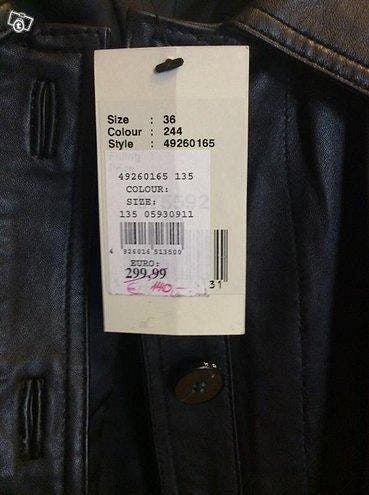 Size : 36
Colour : 244
Style : 49260165
49260165 135
COLOUR:
SIZE:
135 05930911
4 926016 513500
31
EURO:
299,99
€ 140,-